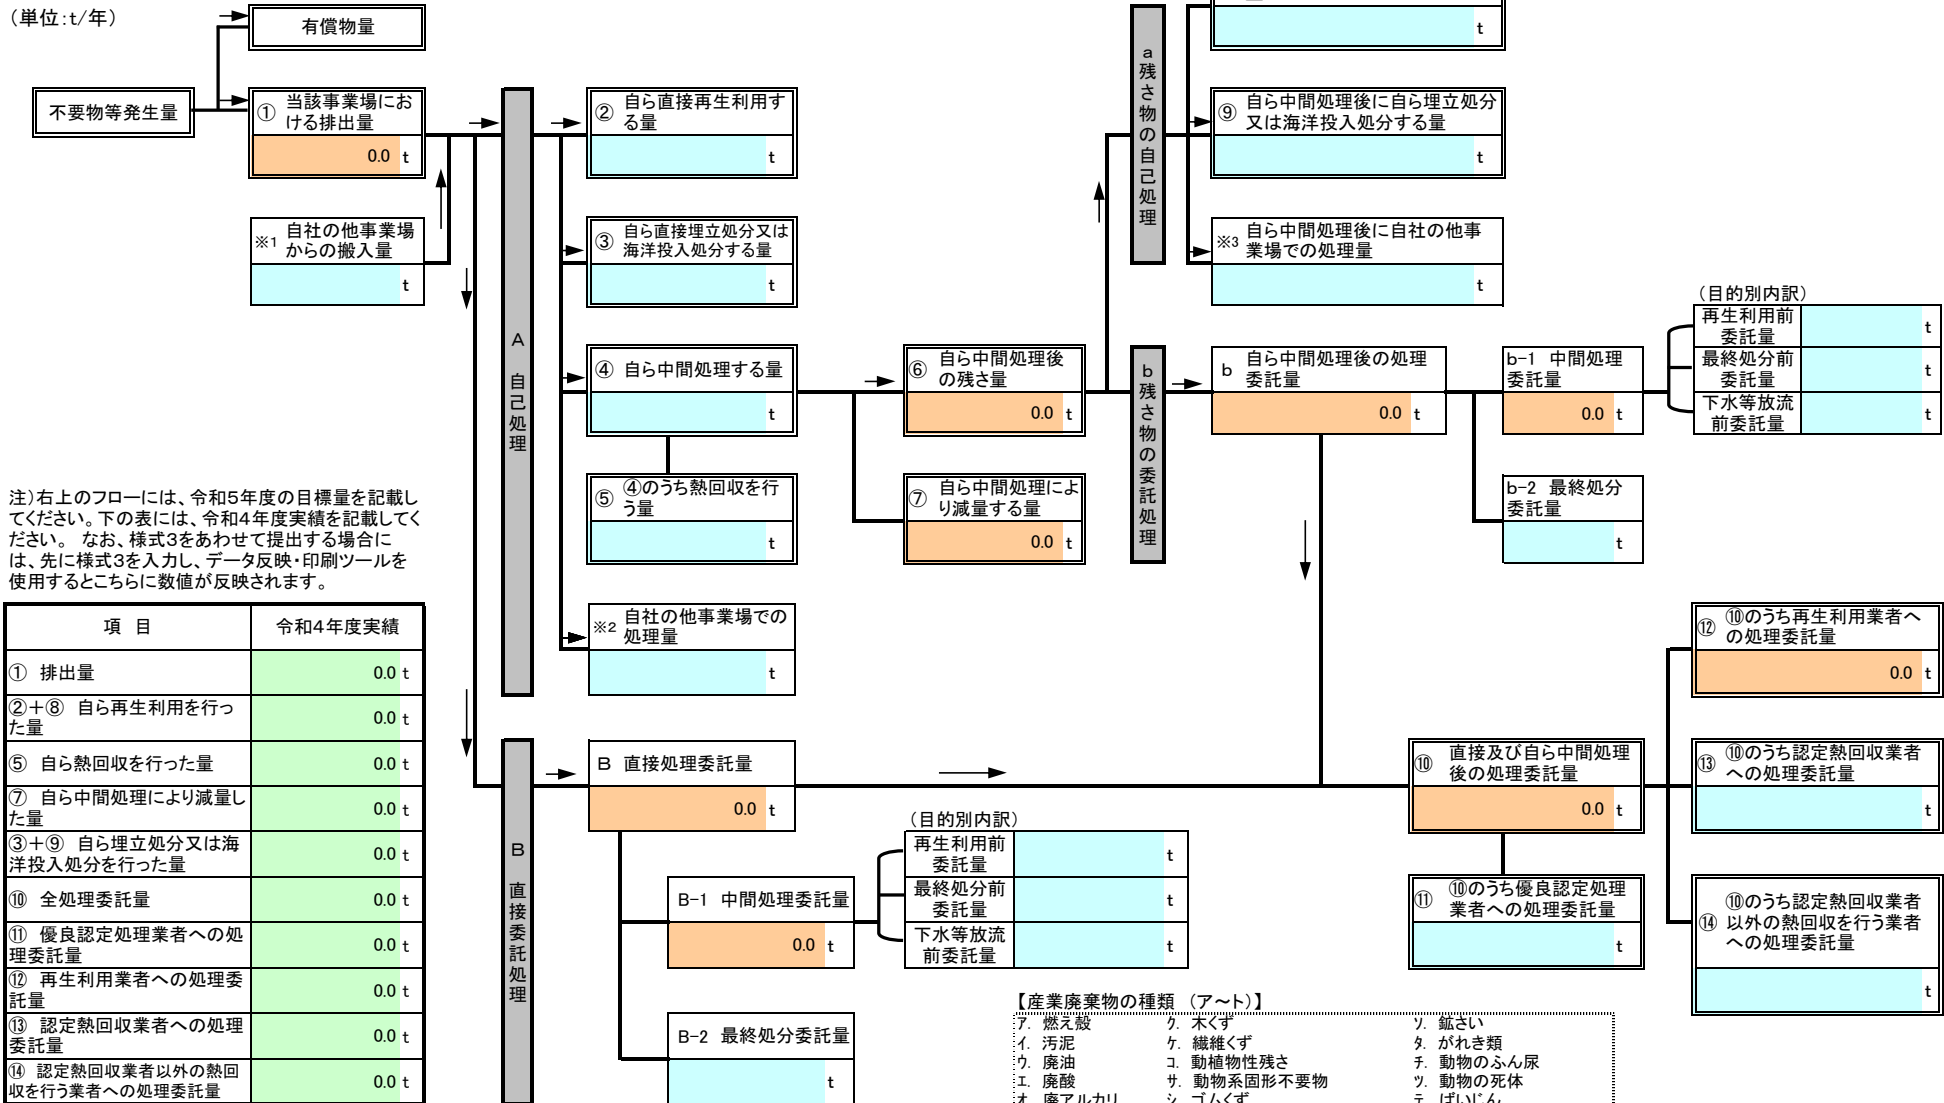 （単位:t/年）
有償物量
不要物等発生量
① 当該事業場にお
ける排出量
0.0 t
※1 自社の他事業場
からの搬入量
t
A 自己処理
② 自ら直接再生利用す
る量
t
③ 自ら直接埋立処分又は
海洋投入処分する量
t
④ 自ら中間処理する量
t
⑤ ④のうち熱回収を行
う量
t
※2 自社の他事業場での
処理量
t
⑥ 自ら中間処理後
の残さ量
0.0 t
⑦ 自ら中間処理によ
り減量する量
0.0 t
a 残さ物の自己処理
t
⑨ 自ら中間処理後に自ら埋立処分
又は海洋投入処分する量
t
※3 自ら中間処理後に自社の他事
業場での処理量
t
b 残さ物の委託処理
b 自ら中間処理後の処理
委託量
0.0 t
b-1 中間処理
委託量
0.0 t
b-2 最終処分
委託量
t
（目的別内訳）
再生利用前
委託量
t
最終処分前
委託量
t
下水等放流
前委託量
t
注）右上のフローには、令和5年度の目標量を記載し
てください。下の表には、令和4年度実績を記載してく
ださい。 なお、様式3をあわせて提出する場合に
は、先に様式3を入力し、データ反映・印刷ツールを
使用するとこちらに数値が反映されます。
項 目 令和4年度実績
① 排出量 0.0 t
②＋⑧ 自ら再生利用を行っ
た量 0.0 t
⑤ 自ら熱回収を行った量 0.0 t
⑦ 自ら中間処理により減量し
た量 0.0 t
③＋⑨ 自ら埋立処分又は海
洋投入処分を行った量 0.0 t
⑩ 全処理委託量 0.0 t
⑪ 優良認定処理業者への処
理委託量 0.0 t
⑫ 再生利用業者への処理委
託量 0.0 t
⑬ 認定熱回収業者への処理
委託量 0.0 t
⑭ 認定熱回収業者以外の熱回
収を行う業者への処理委託量 0.0 t
B 直接委託処理
B 直接処理委託量
0.0 t
B-1 中間処理委託量
0.0 t
B-2 最終処分委託量
t
（目的別内訳）
再生利用前
委託量
t
最終処分前
委託量
t
下水等放流
前委託量
t
⑩ 直接及び自ら中間処理
後の処理委託量
0.0 t
⑪ ⑩のうち優良認定処理
業者への処理委託量
t
⑫ ⑩のうち再生利用業者へ
の処理委託量
0.0 t
⑬ ⑩のうち認定熱回収業者
への処理委託量
t
⑭ ⑩のうち認定熱回収業者
以外の熱回収を行う業者
への処理委託量
t
【産業廃棄物の種類 （ア～ト）】
ア. 燃え殻 ク. 木くず ソ. 鉱さい
イ. 汚泥 ケ. 繊維くず タ. がれき類
ウ. 廃油 コ. 動植物性残さ チ. 動物のふん尿
エ. 廃酸 サ. 動物系固形不要物 ツ. 動物の死体
オ. 廃アルカリ シ. ゴムくず テ. ばいじん